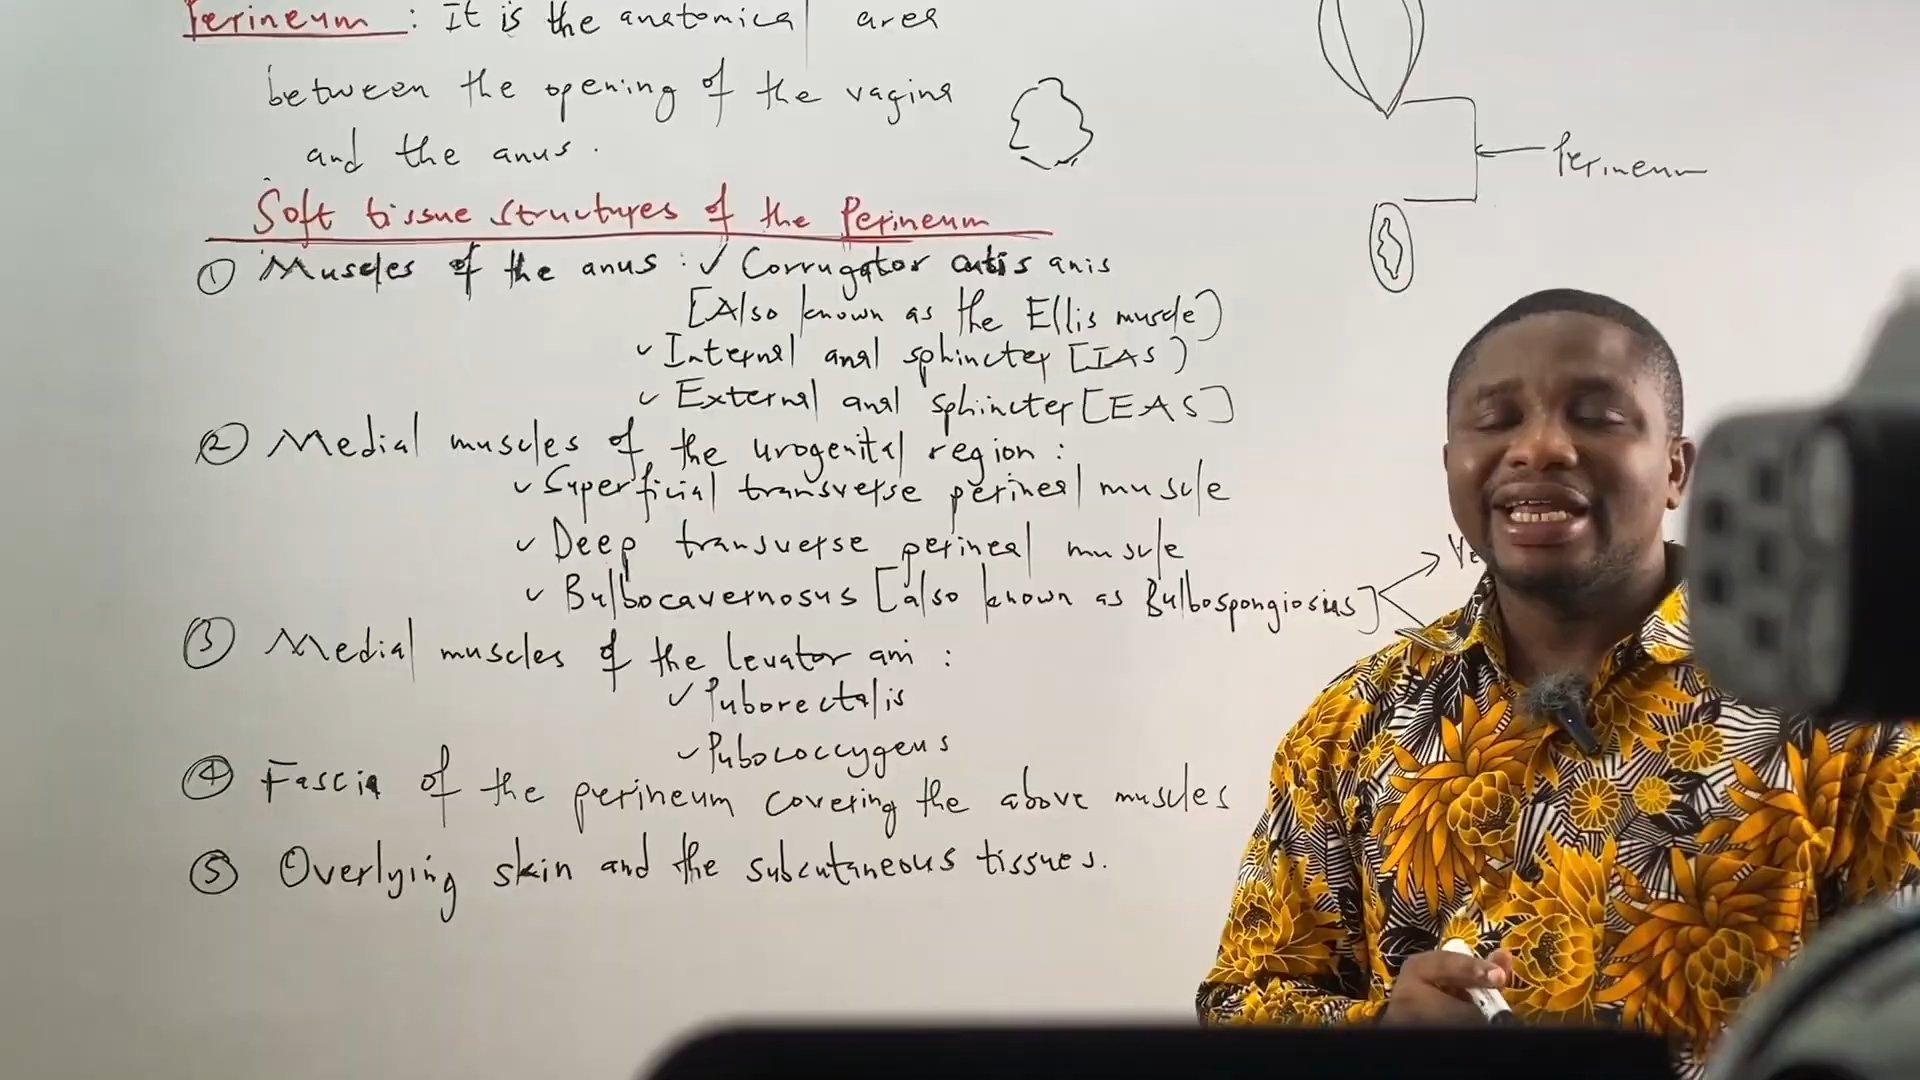 Perineum : It is the anatomical area
between the opening of the vagina
and the anus.
Perineum
Soft tissue structures of the Perineum
① Muscles of the anus : ✓ Corrugator cutis anis
[Also known as the Ellis muscle]
✓ Internal anal sphincter [IAS]
✓ External anal sphincter [EAS]
② Medial muscles of the urogenital region :
✓ Superficial transverse perineal muscle
✓ Deep transverse perineal muscle
✓ Bulbocavernosus [also known as Bulbospongiosus]
③ Medial muscles of the levator ani :
✓ Puborectalis
✓ Pubococcygeus
④ Fascia of the perineum covering the above muscles
⑤ Overlying skin and the subcutaneous tissues.